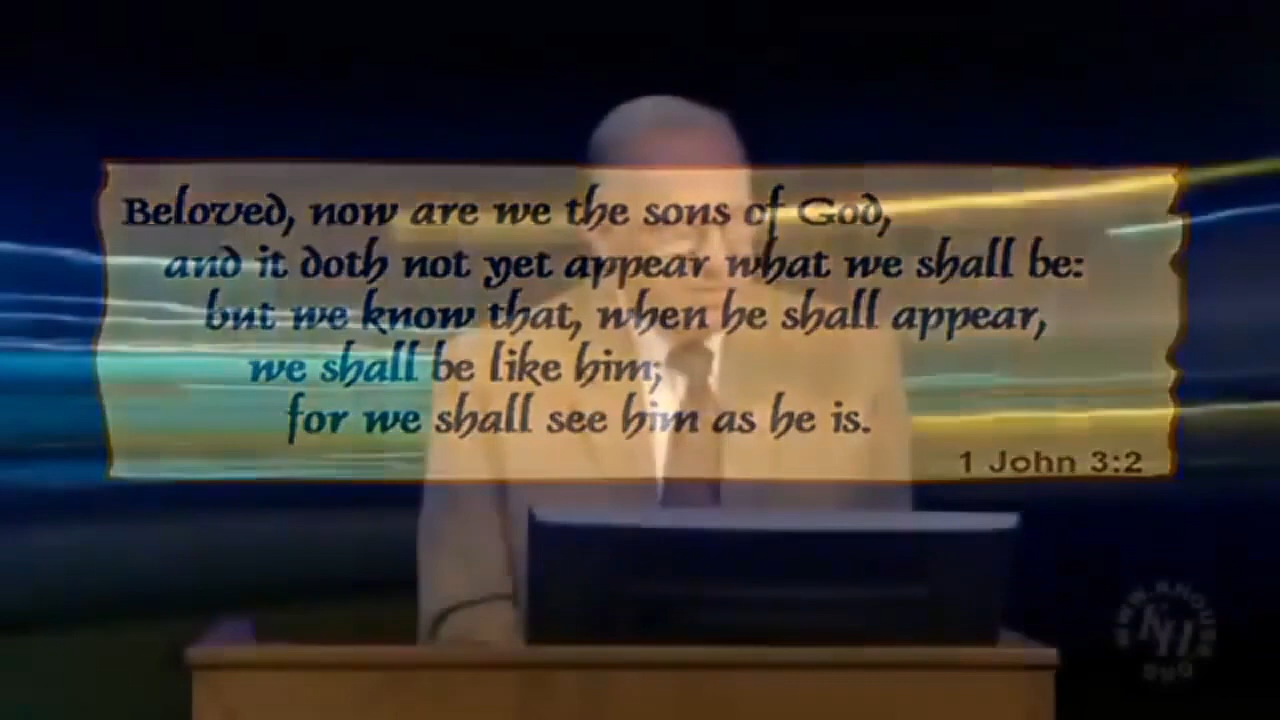 Beloved, now are we the sons of God,
and it doth not yet appear what we shall be:
but we know that, when he shall appear,
we shall be like him;
for we shall see him as he is.
1 John 3:2